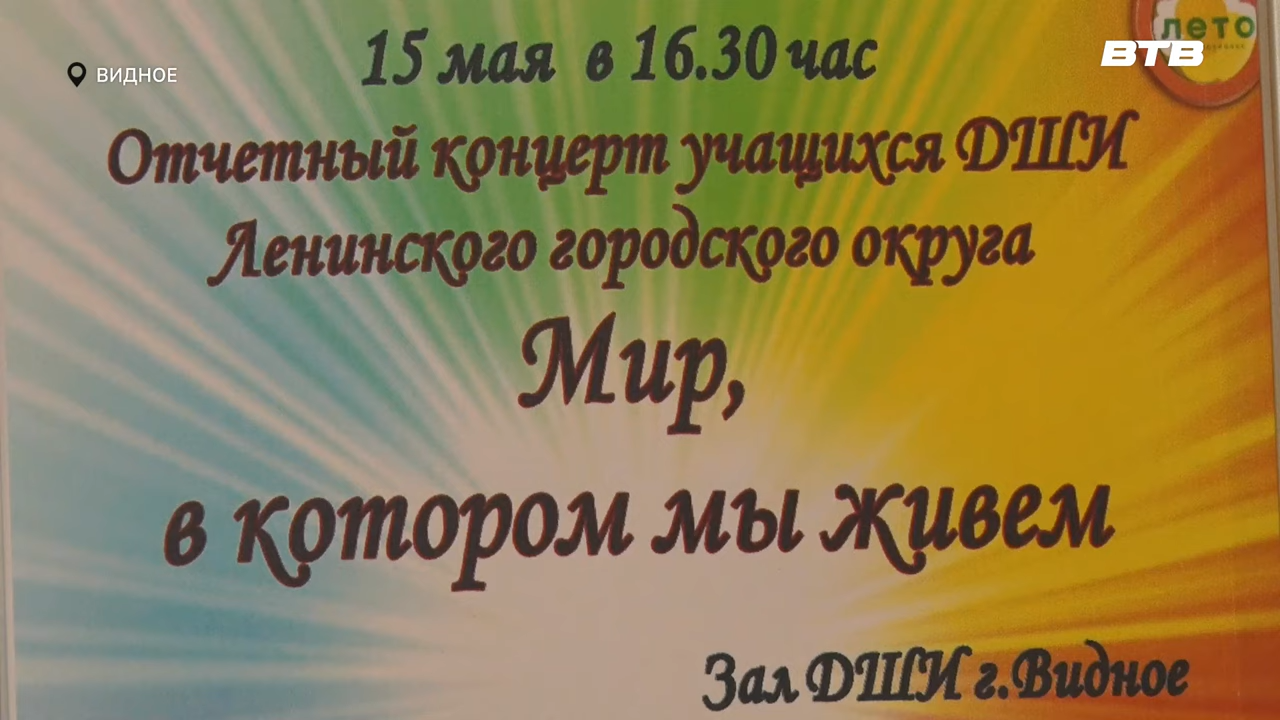 ВИДНОЕ
ВТВ
лето
15 мая в 16.30 час
Отчетный концерт учащихся ДШИ
Ленинского городского округа
Мир,
в котором мы живем
Зал ДШИ г.Видное